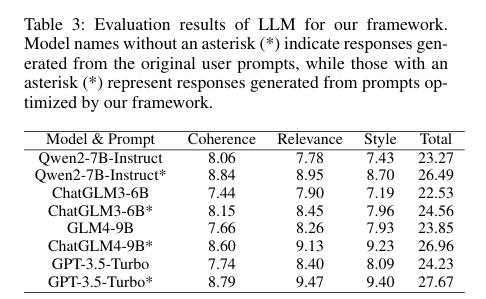 Table 3: Evaluation results of LLM for our framework.
Model names without an asterisk (*) indicate responses gen-
erated from the original user prompts, while those with an
asterisk (*) represent responses generated from prompts op-
timized by our framework.
Model & Prompt Coherence Relevance Style Total
Qwen2-7B-Instruct 8.06 7.78 7.43 23.27
Qwen2-7B-Instruct* 8.84 8.95 8.70 26.49
ChatGLM3-6B 7.44 7.90 7.19 22.53
ChatGLM3-6B* 8.15 8.45 7.96 24.56
GLM4-9B 7.66 8.26 7.93 23.85
ChatGLM4-9B* 8.60 9.13 9.23 26.96
GPT-3.5-Turbo 7.74 8.40 8.09 24.23
GPT-3.5-Turbo* 8.79 9.47 9.40 27.67